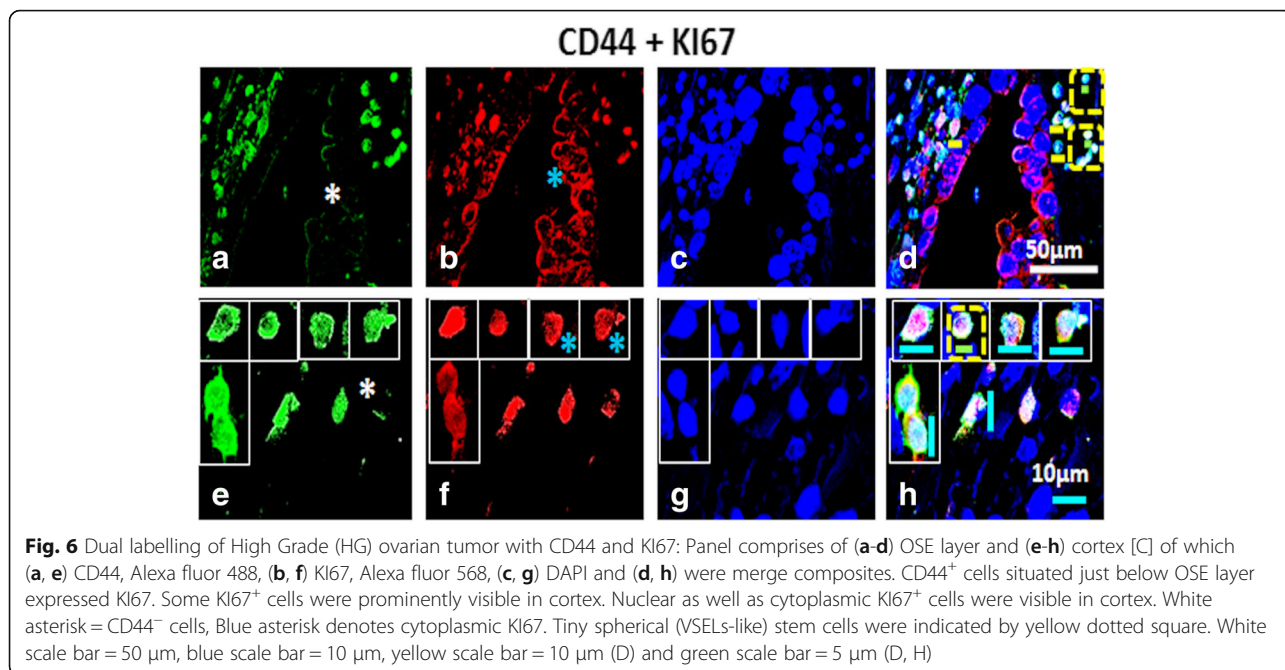 CD44 + KI67
a
b
c
d
50µm
e
f
g
h
10µm
Fig. 6 Dual labelling of High Grade (HG) ovarian tumor with CD44 and KI67: Panel comprises of (a-d) OSE layer and (e-h) cortex [C] of which
(a, e) CD44, Alexa fluor 488, (b, f) KI67, Alexa fluor 568, (c, g) DAPI and (d, h) were merge composites. CD44⁺ cells situated just below OSE layer
expressed KI67. Some KI67⁺ cells were prominently visible in cortex. Nuclear as well as cytoplasmic KI67⁺ cells were visible in cortex. White
asterisk = CD44⁻ cells, Blue asterisk denotes cytoplasmic KI67. Tiny spherical (VSELs-like) stem cells were indicated by yellow dotted square. White
scale bar = 50 μm, blue scale bar = 10 μm, yellow scale bar = 10 μm (D) and green scale bar = 5 μm (D, H)